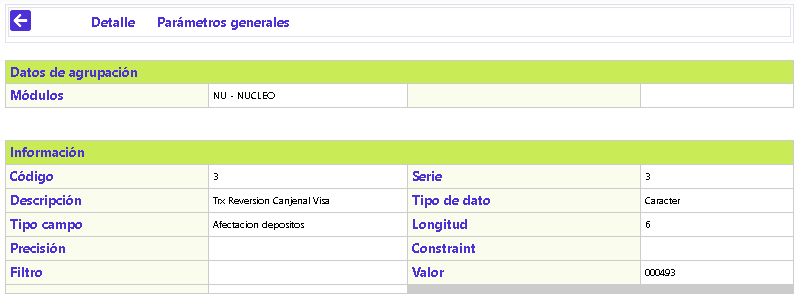 Detalle Parámetros generales
Datos de agrupación
Módulos NU - NUCLEO
Información
Código 3 Serie 3
Descripción Trx Reversion Canjenal Visa Tipo de dato Caracter
Tipo campo Afectacion depositos Longitud 6
Precisión Constraint
Filtro Valor 000493